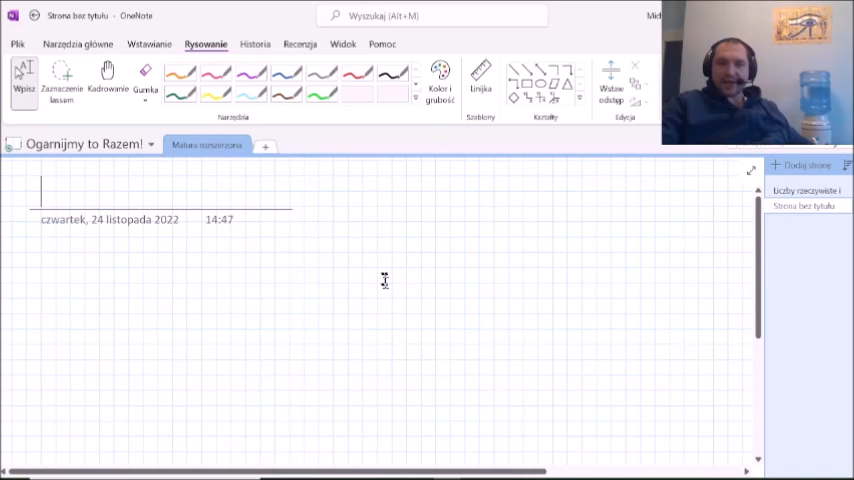 Strona bez tytułu - OneNote
Wyszukaj (Alt+M)
Mich
Plik Narzędzia główne Wstawianie Rysowanie Historia Recenzja Widok Pomoc
Wpisz
Zaznaczenie lassem
Kadrowanie
Gumka
Kolor i grubość
Linijka
Wstaw odstęp
Narzędzia
Szablony
Kształty
Edycja
Ogarnijmy to Razem!
Matura rozszerzona
Dodaj stronę
Liczby rzeczywiste i
Strona bez tytułu
czwartek, 24 listopada 2022 14:47